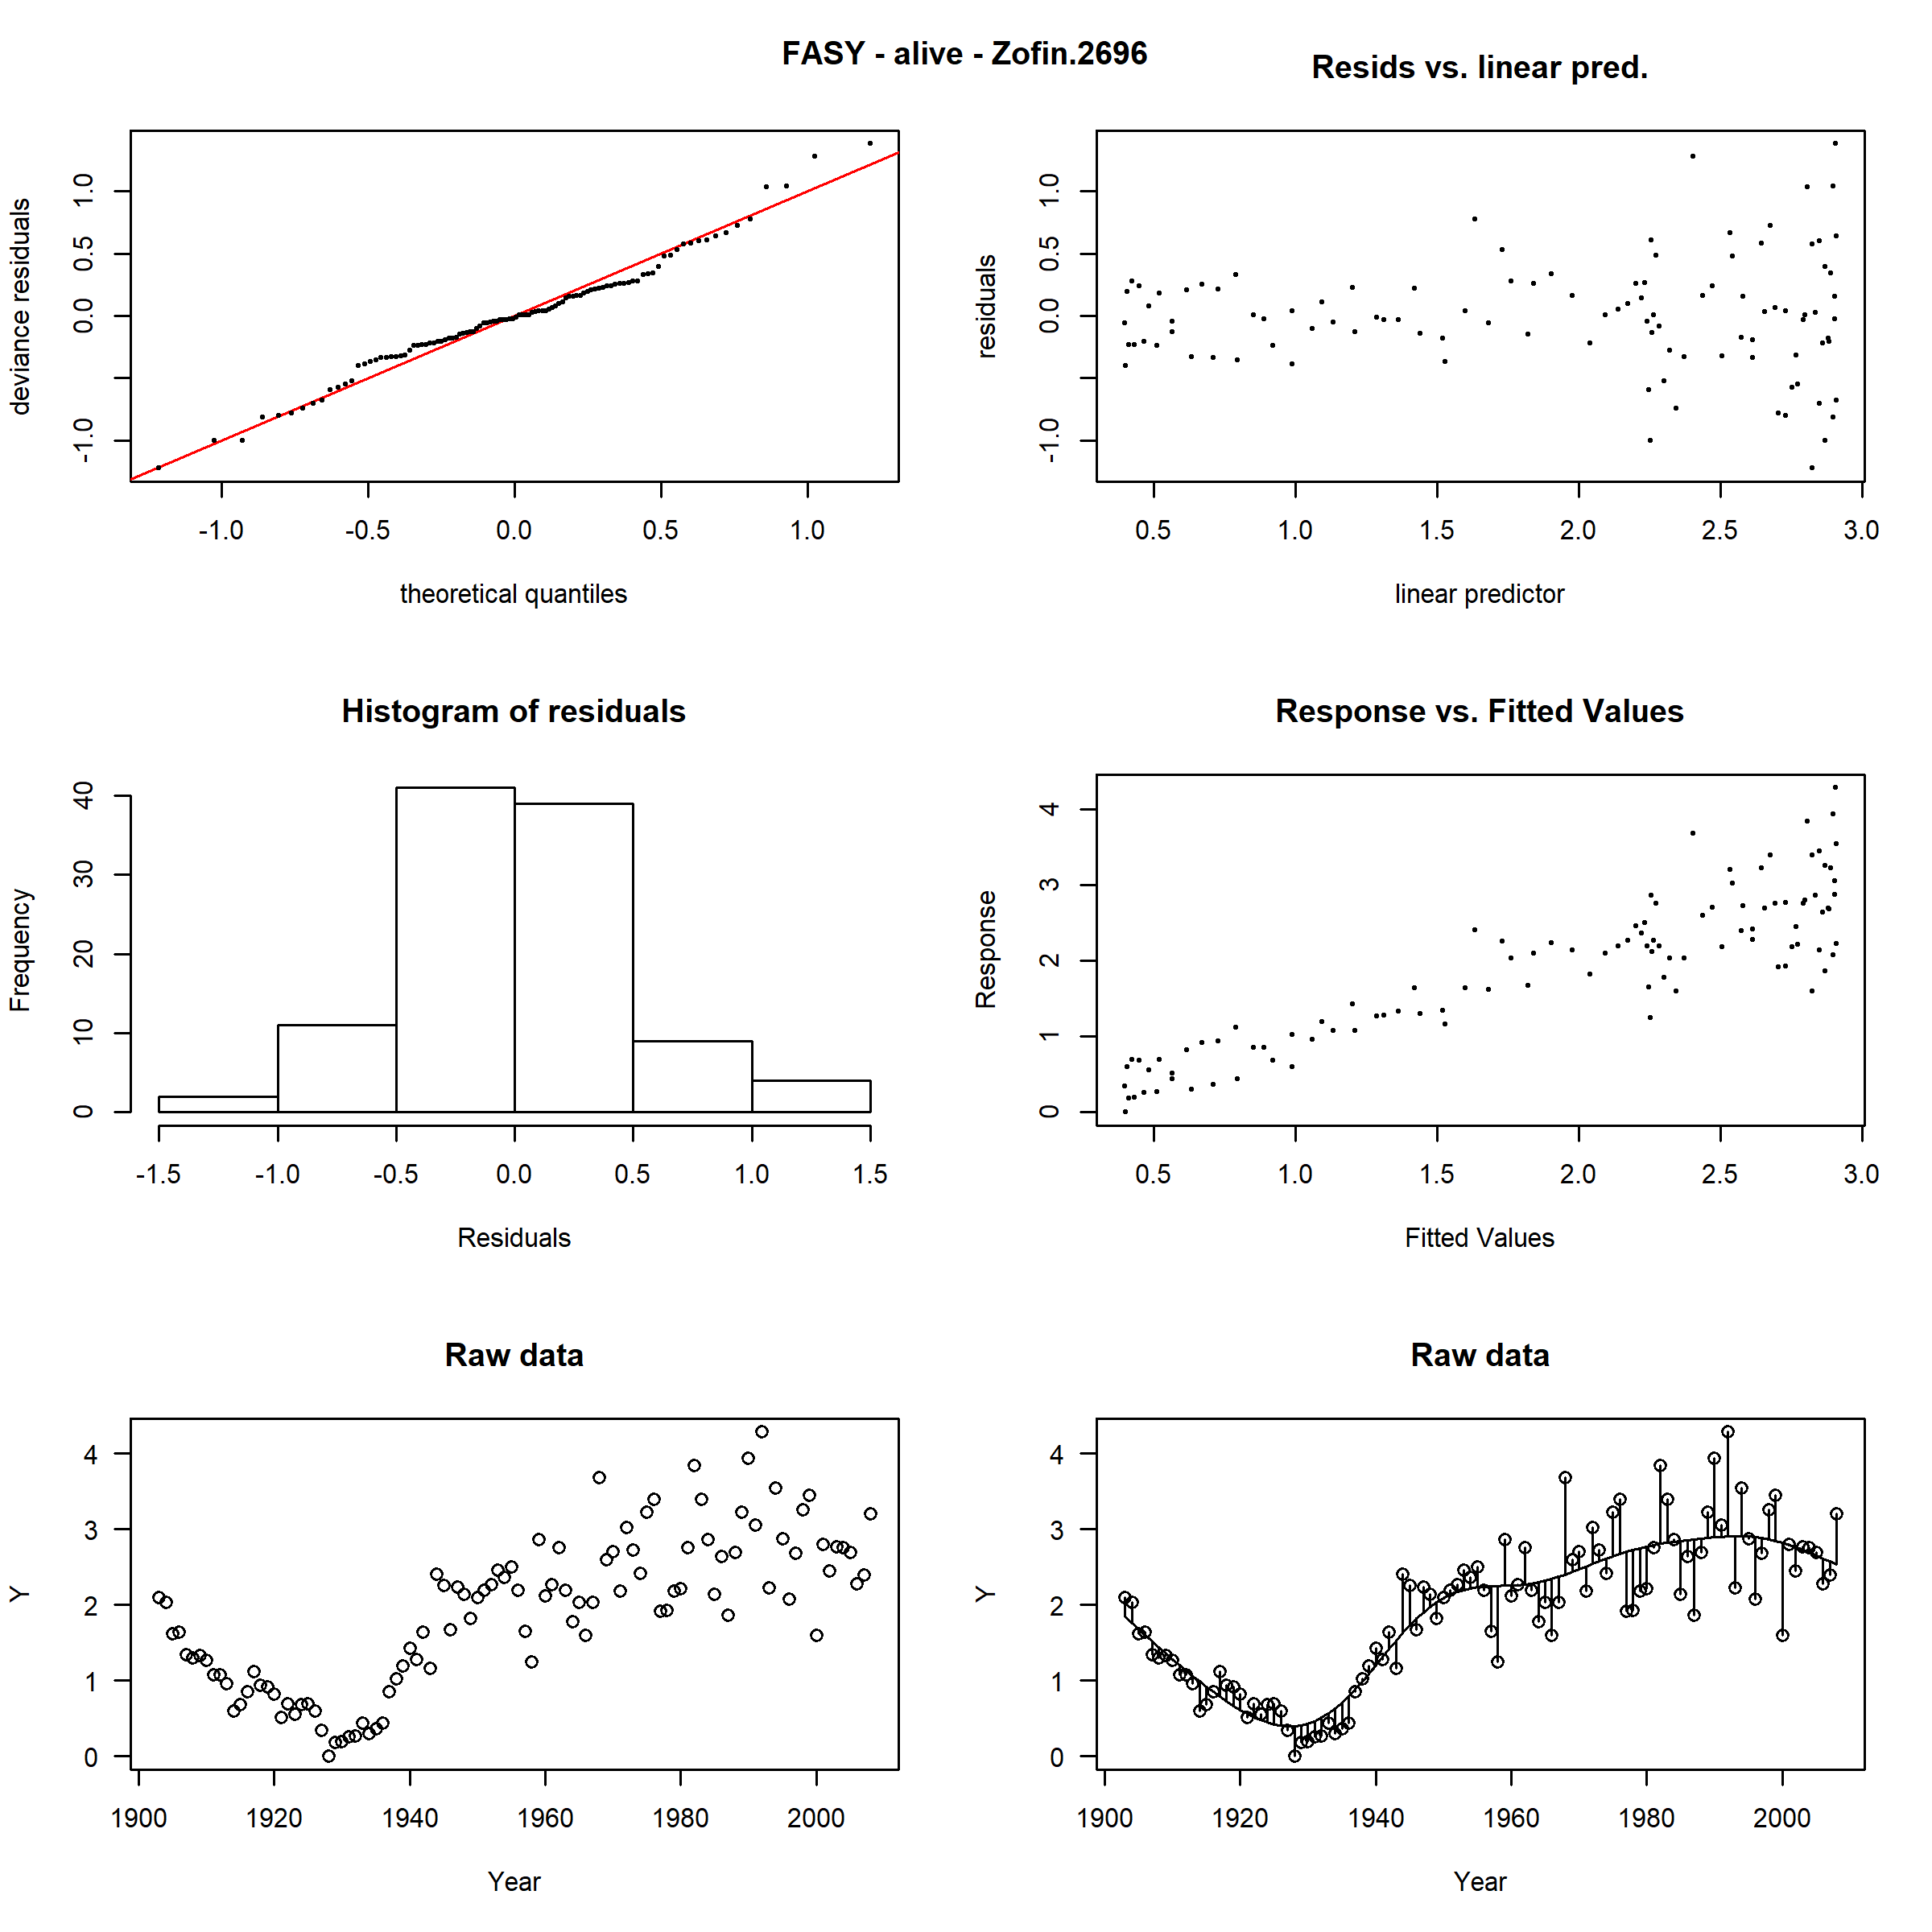 FASY - alive - Zofin.2696
Resids vs. linear pred.
deviance residuals
-1.0 0.0 0.5 1.0
-1.0 -0.5 0.0 0.5 1.0
theoretical quantiles
residuals
-1.0 0.0 0.5 1.0
0.5 1.0 1.5 2.0 2.5 3.0
linear predictor
Histogram of residuals
Frequency
0 10 20 30 40
-1.5 -1.0 -0.5 0.0 0.5 1.0 1.5
Residuals
Response vs. Fitted Values
Response
0 1 2 3 4
0.5 1.0 1.5 2.0 2.5 3.0
Fitted Values
Raw data
Y
4
3
2
1
0
1900 1920 1940 1960 1980 2000
Year
Raw data
Y
4
3
2
1
0
1900 1920 1940 1960 1980 2000
Year